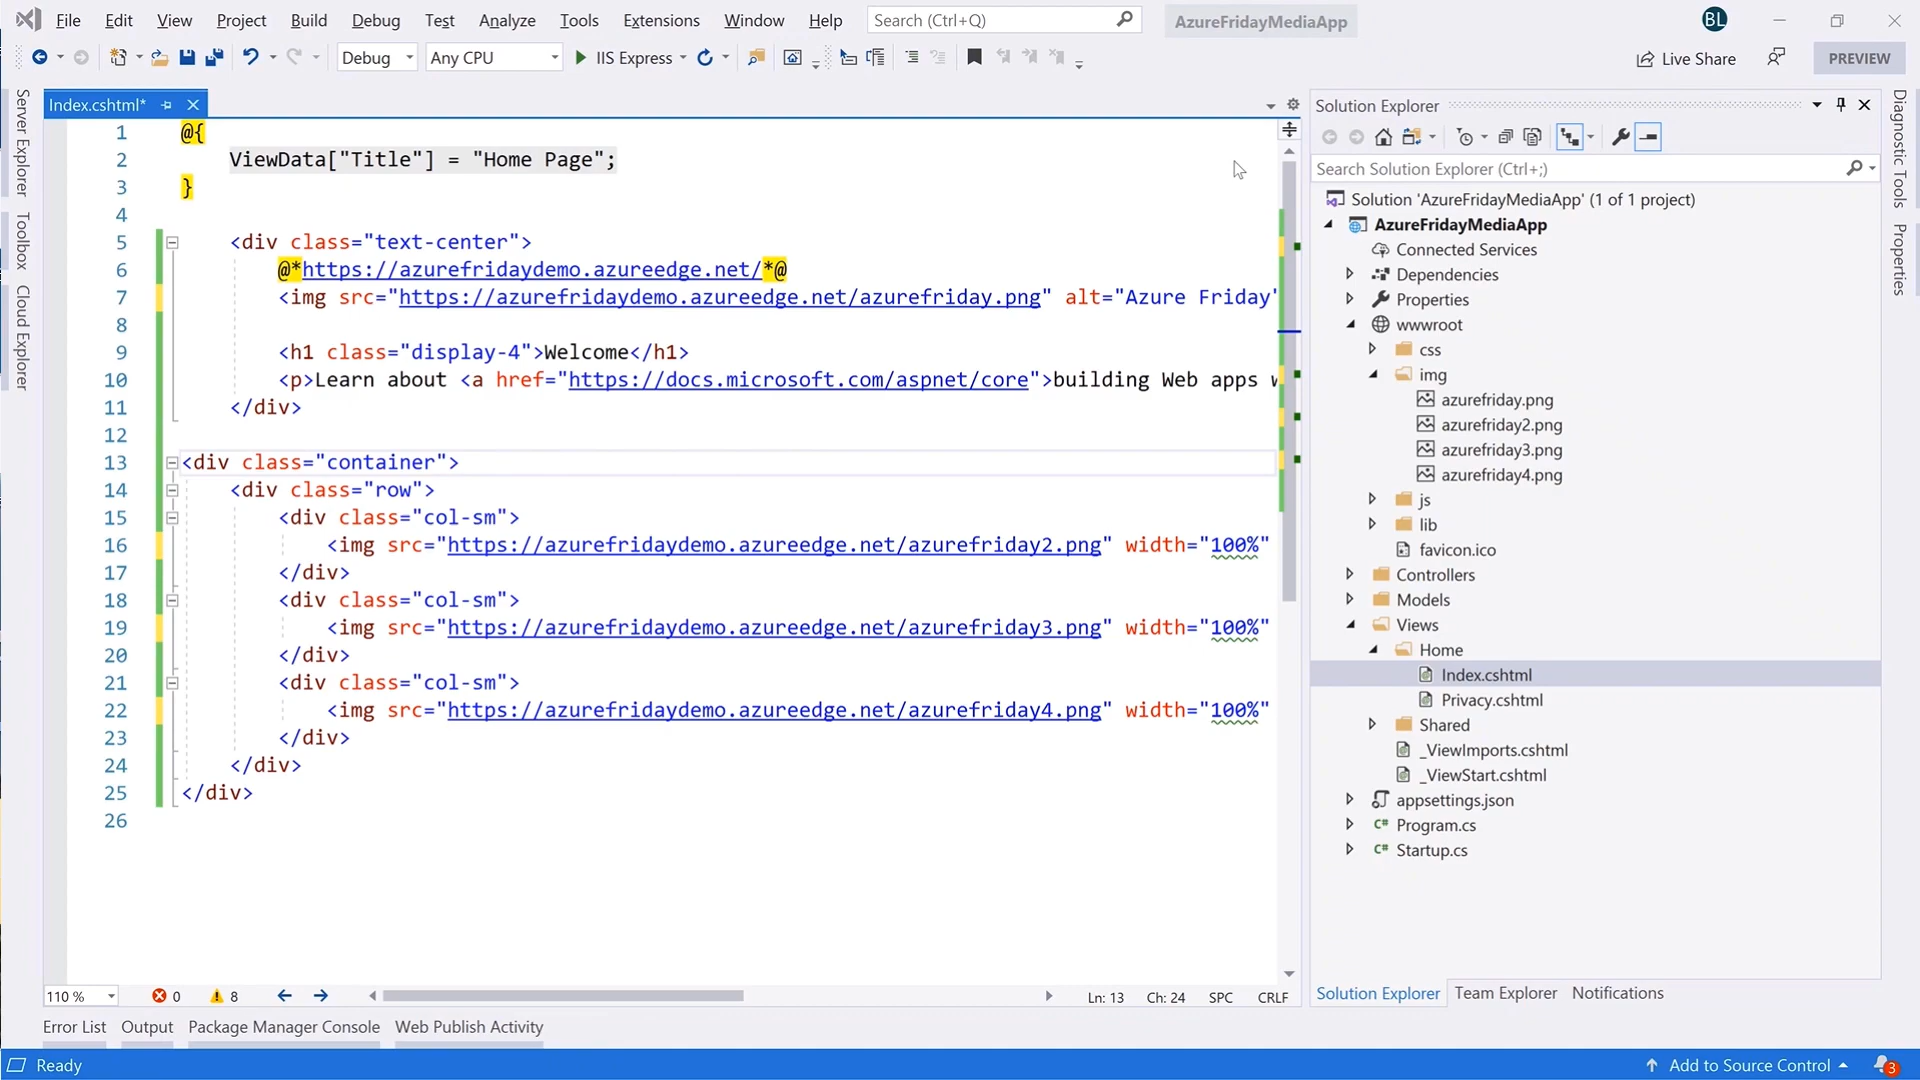 File Edit View Project Build Debug Test Analyze Tools Extensions Window Help Search (Ctrl+Q) AzureFridayMediaApp BL
Debug Any CPU IIS Express Live Share PREVIEW
Server Explorer
Toolbox
Cloud Explorer
Index.cshtml*
1 @{
2 ViewData["Title"] = "Home Page";
3 }
4
5 <div class="text-center">
6 @*https://azurefridaydemo.azureedge.net/*@
7 <img src="https://azurefridaydemo.azureedge.net/azurefriday.png" alt="Azure Friday"
8
9 <h1 class="display-4">Welcome</h1>
10 <p>Learn about <a href="https://docs.microsoft.com/aspnet/core">building Web apps
11 </div>
12
13 <div class="container">
14 <div class="row">
15 <div class="col-sm">
16 <img src="https://azurefridaydemo.azureedge.net/azurefriday2.png" width="100%"
17 </div>
18 <div class="col-sm">
19 <img src="https://azurefridaydemo.azureedge.net/azurefriday3.png" width="100%"
20 </div>
21 <div class="col-sm">
22 <img src="https://azurefridaydemo.azureedge.net/azurefriday4.png" width="100%"
23 </div>
24 </div>
25 </div>
26
110 % 0 8 Ln: 13 Ch: 24 SPC CRLF
Solution Explorer
Search Solution Explorer (Ctrl+;)
Solution 'AzureFridayMediaApp' (1 of 1 project)
AzureFridayMediaApp
Connected Services
Dependencies
Properties
wwwroot
css
img
azurefriday.png
azurefriday2.png
azurefriday3.png
azurefriday4.png
js
lib
favicon.ico
Controllers
Models
Views
Home
Index.cshtml
Privacy.cshtml
Shared
_ViewImports.cshtml
_ViewStart.cshtml
appsettings.json
C# Program.cs
C# Startup.cs
Solution Explorer Team Explorer Notifications
Diagnostic Tools
Properties
Error List Output Package Manager Console Web Publish Activity
Ready Add to Source Control 3